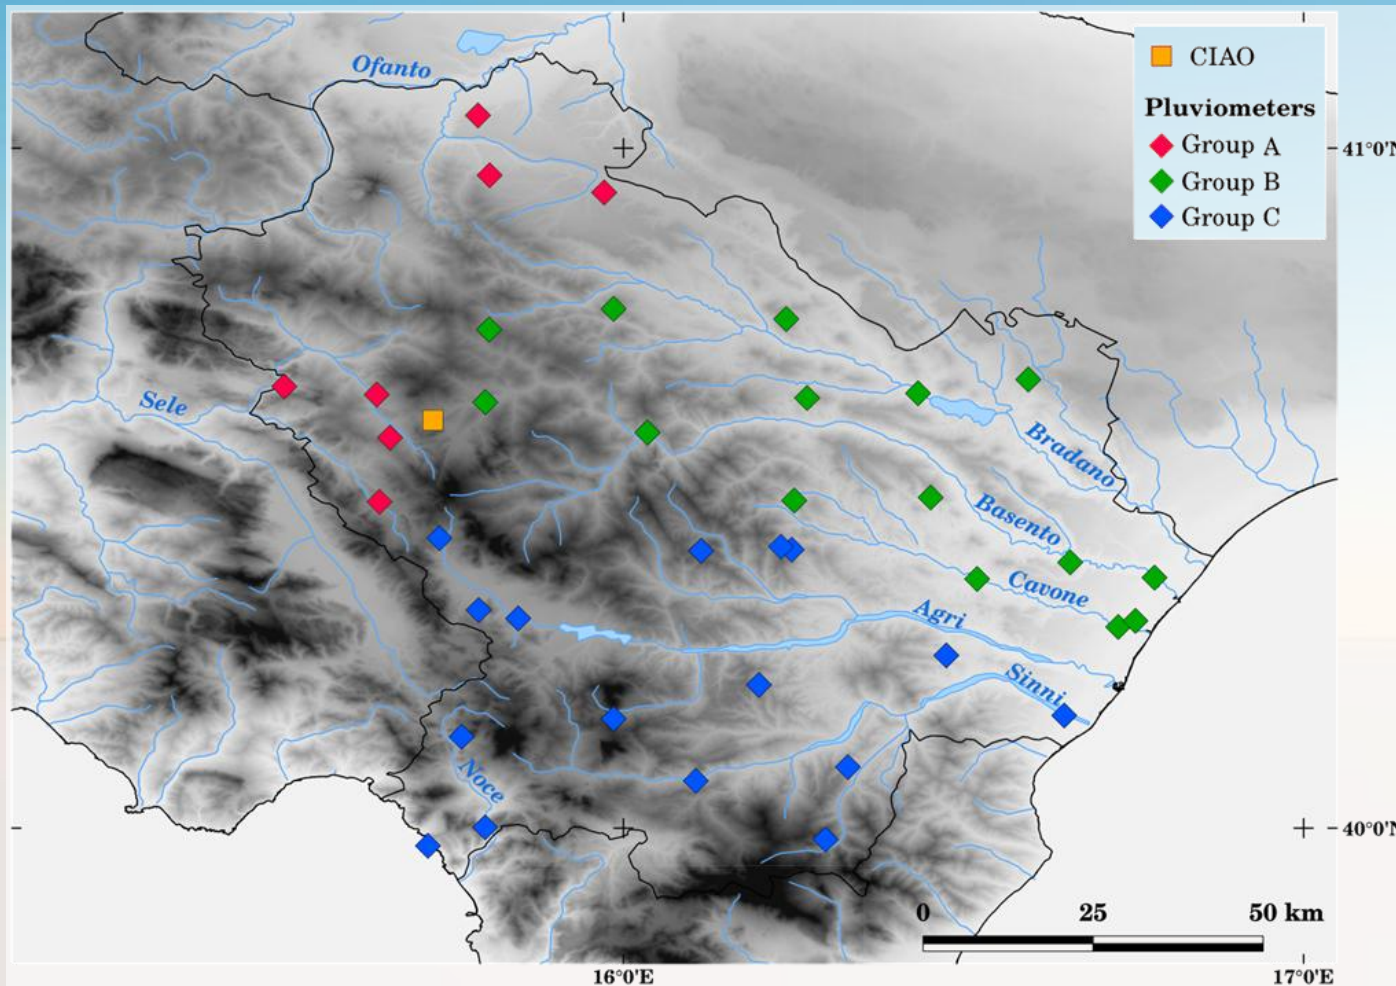 Ofanto
CIAO
Pluviometers
Group A
Group B
Group C
41°0'N
Sele
Bradano
Basento
Cavone
Agri
Sinni
Noce
40°0'N
0 25 50 km
16°0'E
17°0'E